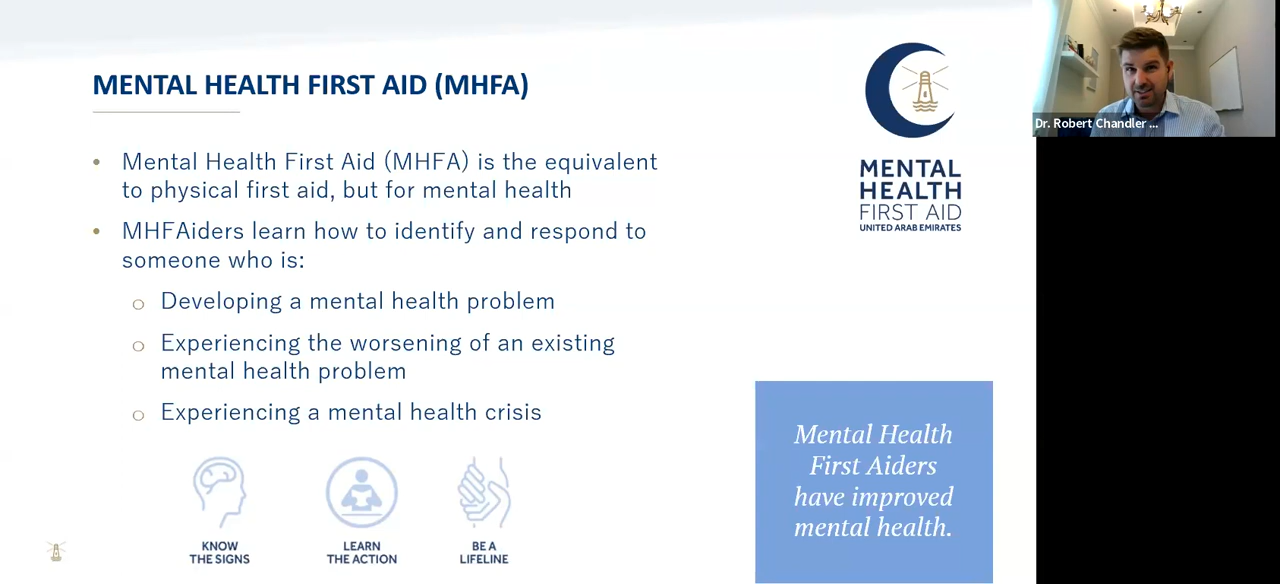 MENTAL HEALTH FIRST AID (MHFA)
• Mental Health First Aid (MHFA) is the equivalent
to physical first aid, but for mental health
• MHFAiders learn how to identify and respond to
someone who is:
o Developing a mental health problem
o Experiencing the worsening of an existing
mental health problem
o Experiencing a mental health crisis
KNOW
THE SIGNS
LEARN
THE ACTION
BE A
LIFELINE
MENTAL
HEALTH
FIRST AID
UNITED ARAB EMIRATES
Mental Health
First Aiders
have improved
mental health.
Dr. Robert Chandler ...